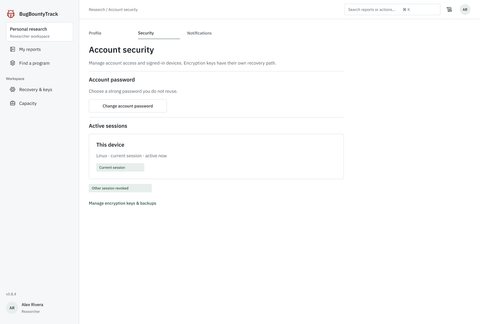 BugBountyTrack
Research / Account security
Search reports or actions... ⌘ K
AR
Personal research
Researcher workspace
My reports
Find a program
Workspace
Recovery & keys
Capacity
Profile
Security
Notifications
Account security
Manage account access and signed-in devices. Encryption keys have their own recovery path.
Account password
Choose a strong password you do not reuse.
Change account password
Active sessions
This device
Linux · current session · active now
Current session
Other session revoked
Manage encryption keys & backups
AR
Alex Rivera
Researcher